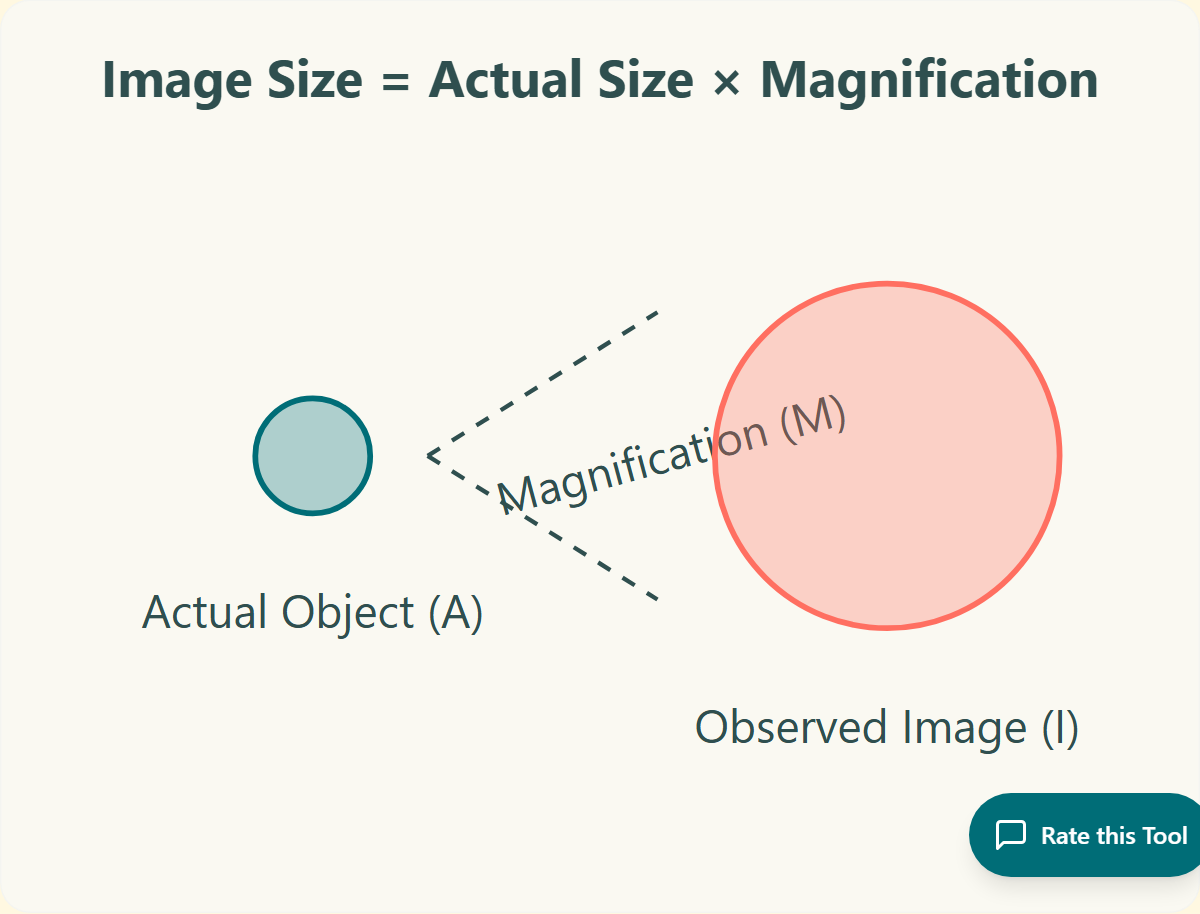 Image Size = Actual Size × Magnification
Magnification (M)
Actual Object (A)
Observed Image (I)
Rate this Tool